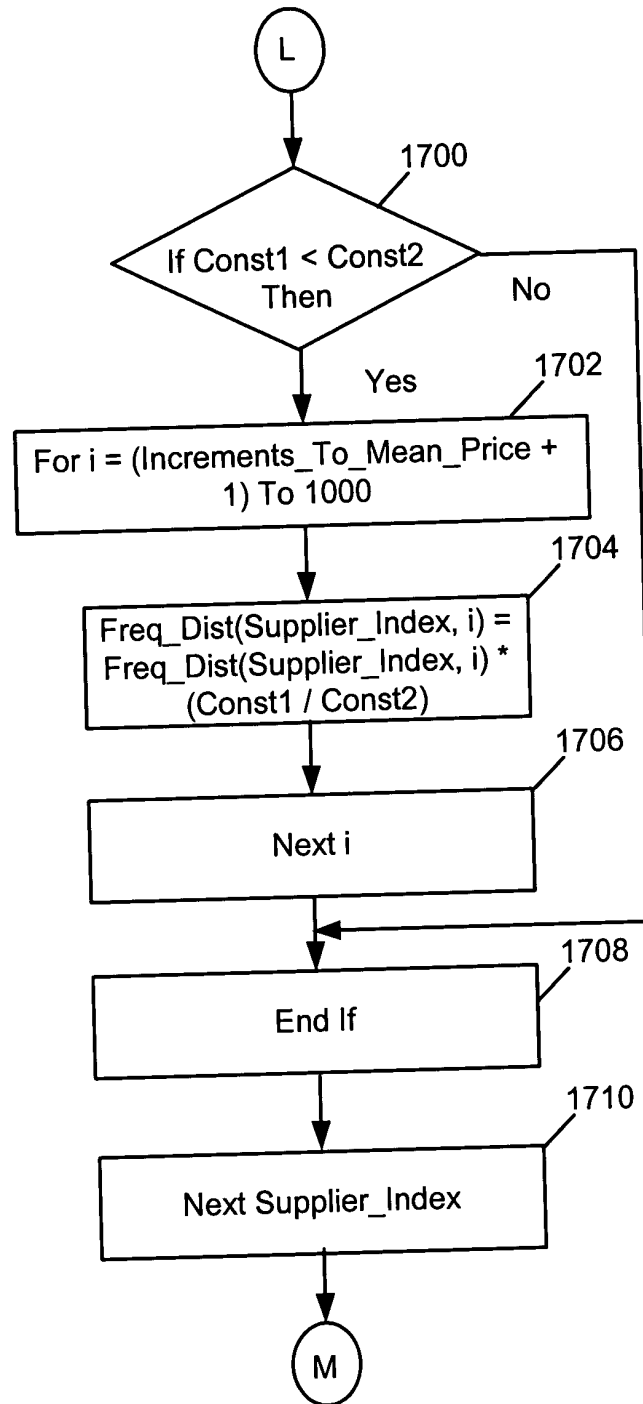 L
1700
If Const1 < Const2
Then
No
Yes
1702
For i = (Increments_To_Mean_Price +
1) To 1000
1704
Freq_Dist(Supplier_Index, i) =
Freq_Dist(Supplier_Index, i) *
(Const1 / Const2)
1706
Next i
1708
End If
1710
Next Supplier_Index
M